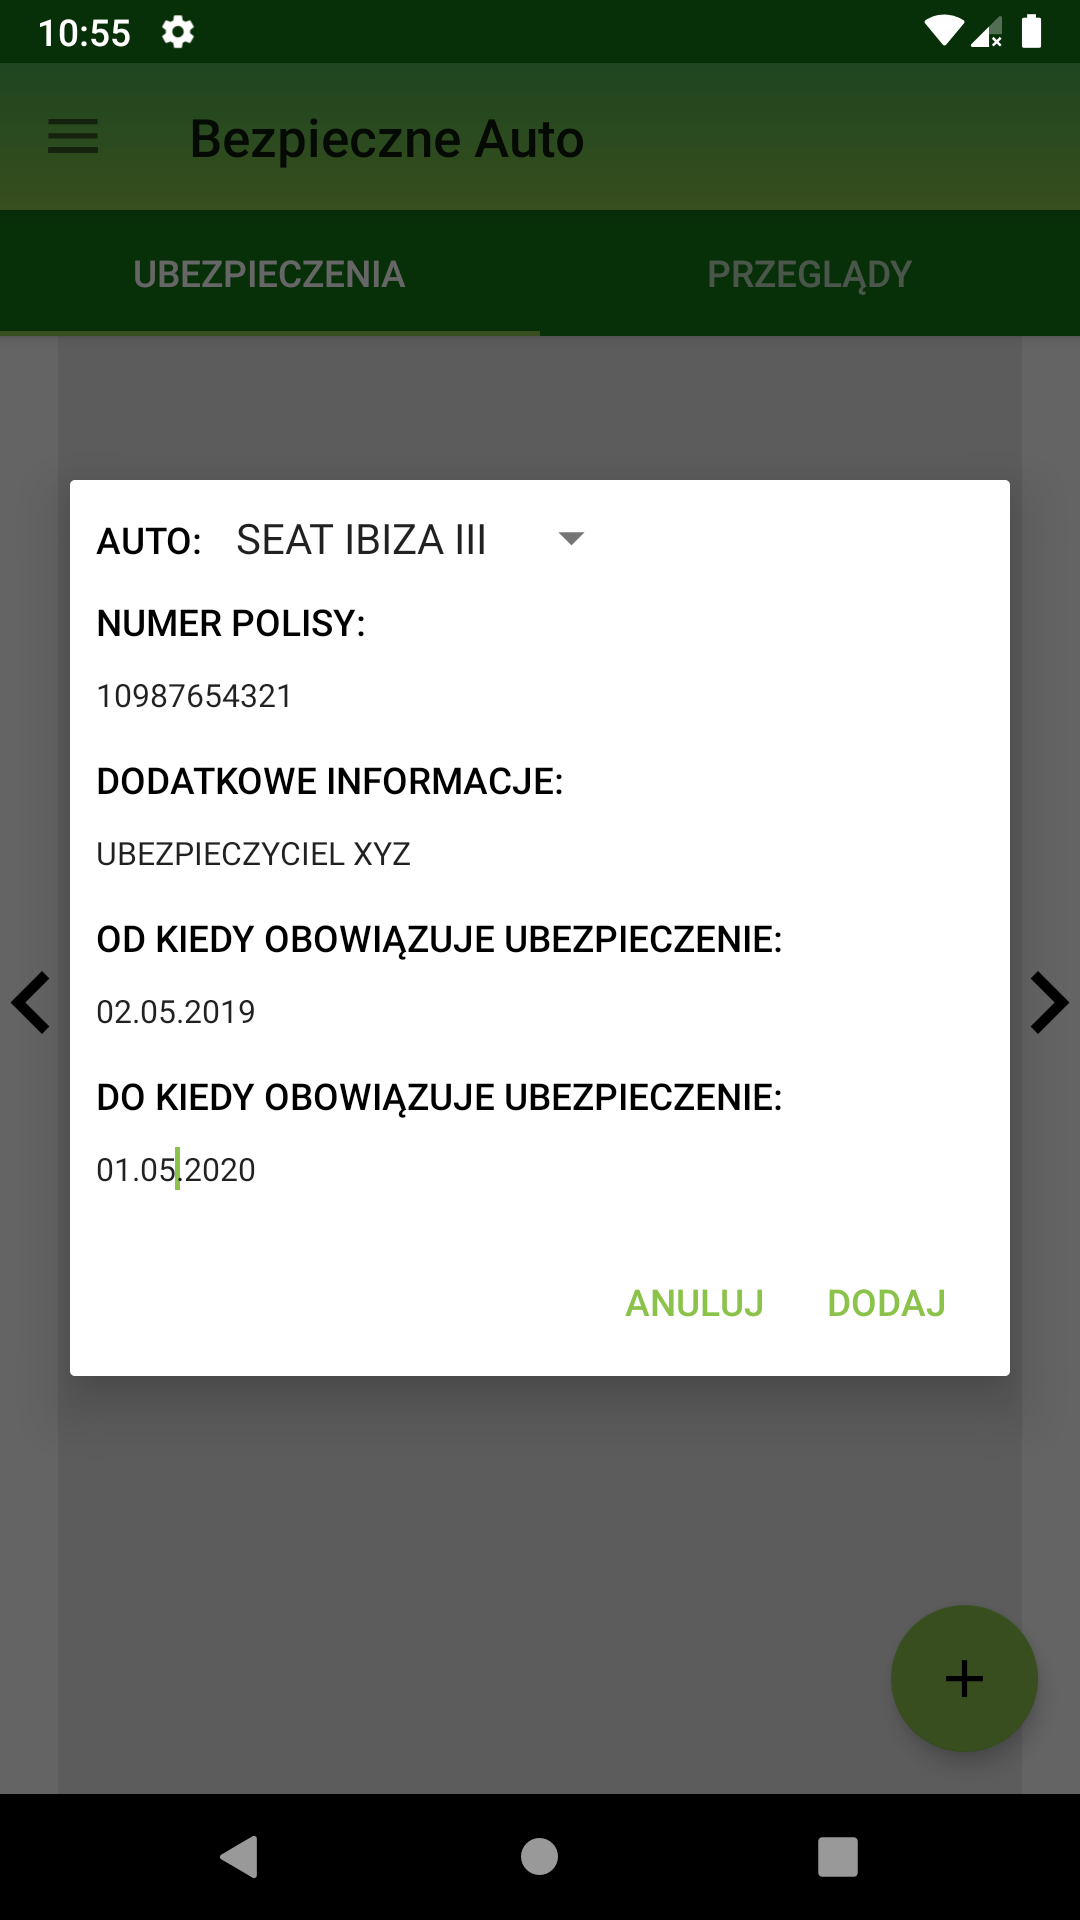 10:55
Bezpieczne Auto
UBEZPIECZENIA PRZEGLĄDY
AUTO: SEAT IBIZA III
NUMER POLISY:
10987654321
DODATKOWE INFORMACJE:
UBEZPIECZYCIEL XYZ
OD KIEDY OBOWIĄZUJE UBEZPIECZENIE:
02.05.2019
DO KIEDY OBOWIĄZUJE UBEZPIECZENIE:
01.05.2020
ANULUJ DODAJ